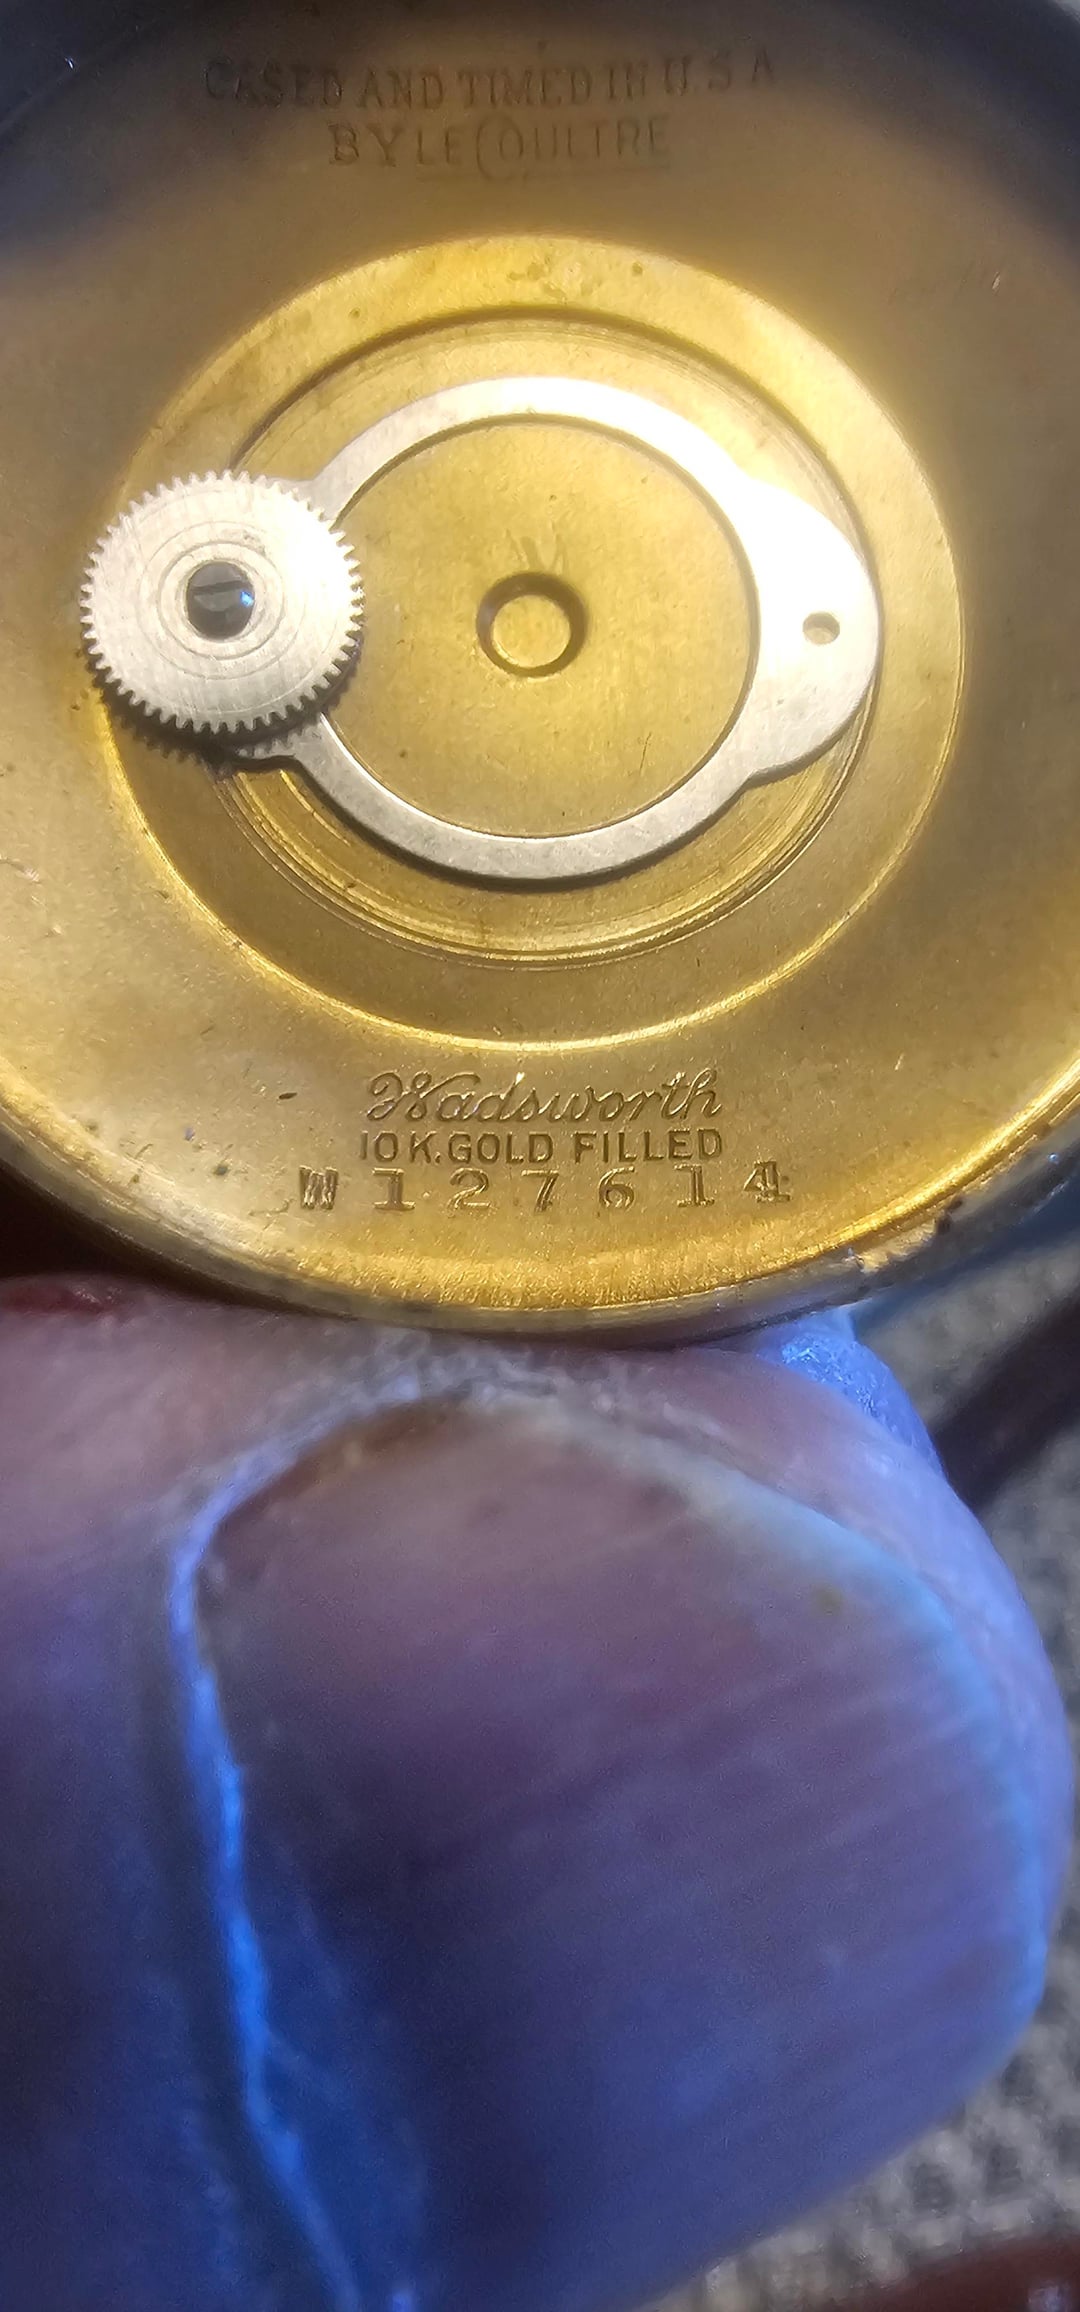 CASED AND TIMED IN U.S.A
BY LECOULTRE
Wadsworth
10K. GOLD FILLED
W127614